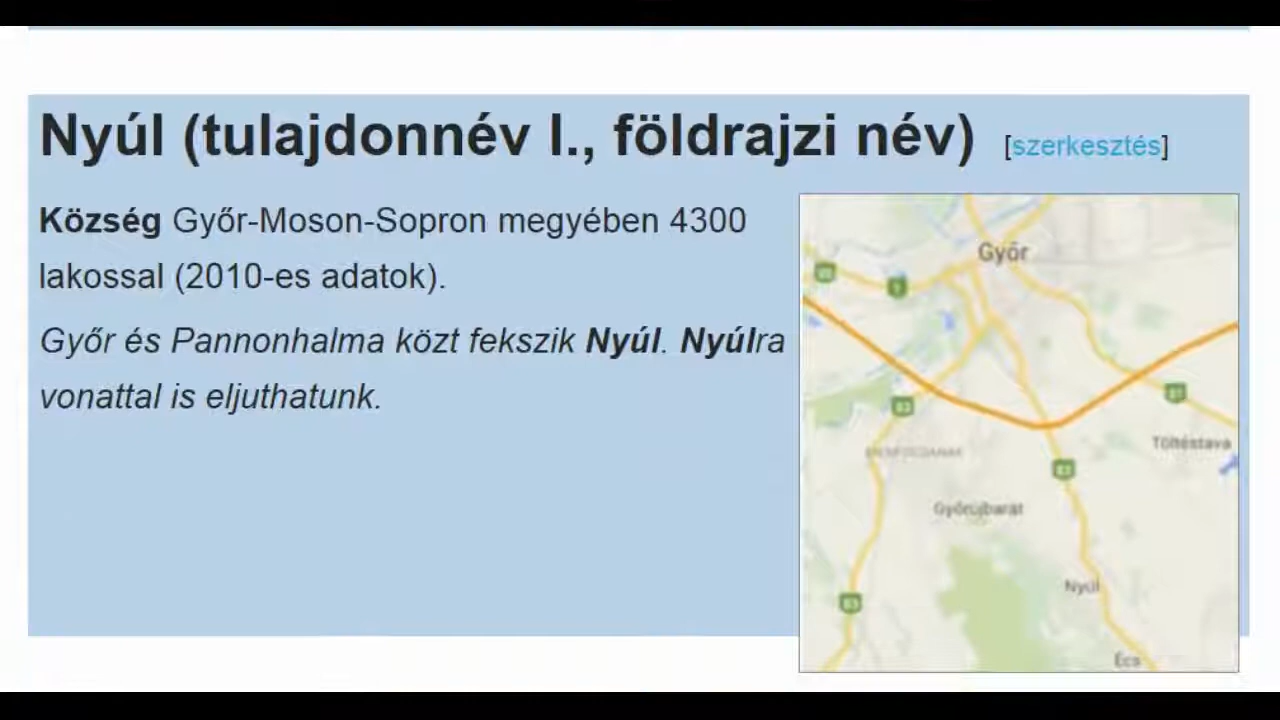 Nyúl (tulajdonnév I., földrajzi név) [szerkesztés]
Község Győr-Moson-Sopron megyében 4300
lakossal (2010-es adatok).
Győr és Pannonhalma közt fekszik Nyúl. Nyúlra
vonattal is eljuthatunk.
Győr
83
Töltéstava
Győrújbarát
Nyúl
Écs